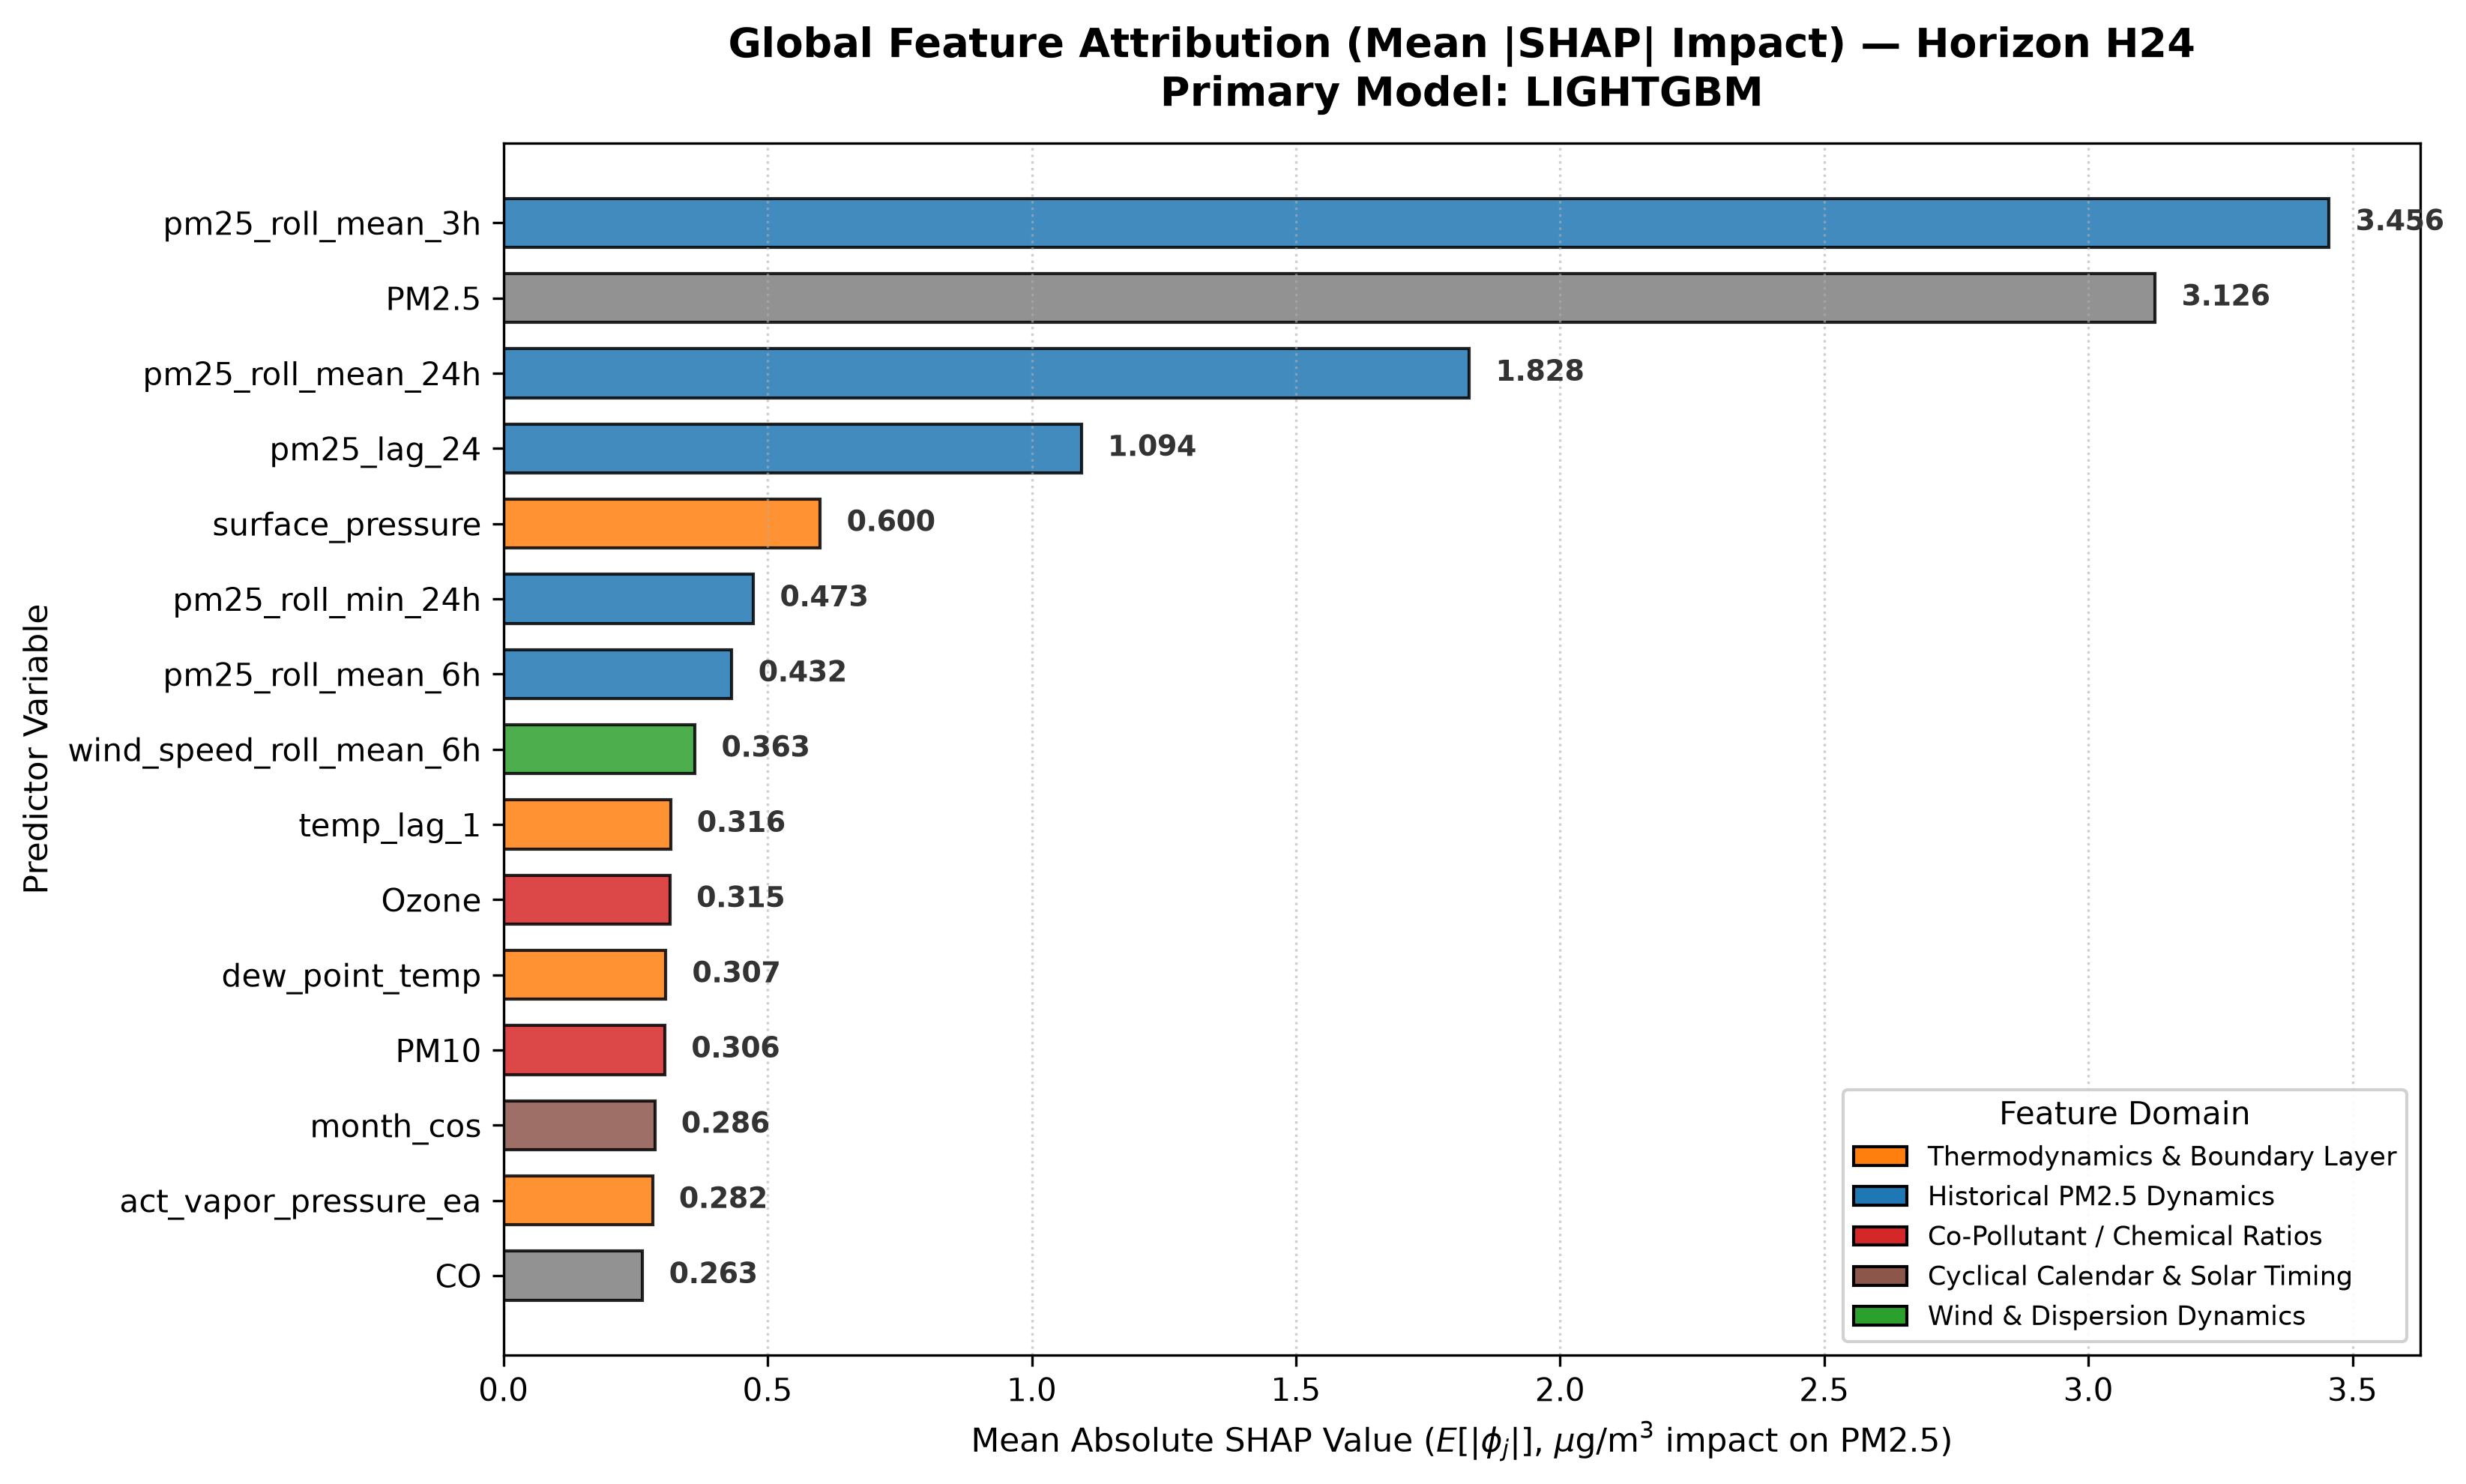 Global Feature Attribution (Mean |SHAP| Impact) — Horizon H24
Primary Model: LIGHTGBM
Predictor Variable
pm25_roll_mean_3h 3.456
PM2.5 3.126
pm25_roll_mean_24h 1.828
pm25_lag_24 1.094
surface_pressure 0.600
pm25_roll_min_24h 0.473
pm25_roll_mean_6h 0.432
wind_speed_roll_mean_6h 0.363
temp_lag_1 0.316
Ozone 0.315
dew_point_temp 0.307
PM10 0.306
month_cos 0.286
act_vapor_pressure_ea 0.282
CO 0.263
Feature Domain
Thermodynamics & Boundary Layer
Historical PM2.5 Dynamics
Co-Pollutant / Chemical Ratios
Cyclical Calendar & Solar Timing
Wind & Dispersion Dynamics
0.0 0.5 1.0 1.5 2.0 2.5 3.0 3.5
Mean Absolute SHAP Value (E[|ϕⱼ|], μg/m³ impact on PM2.5)